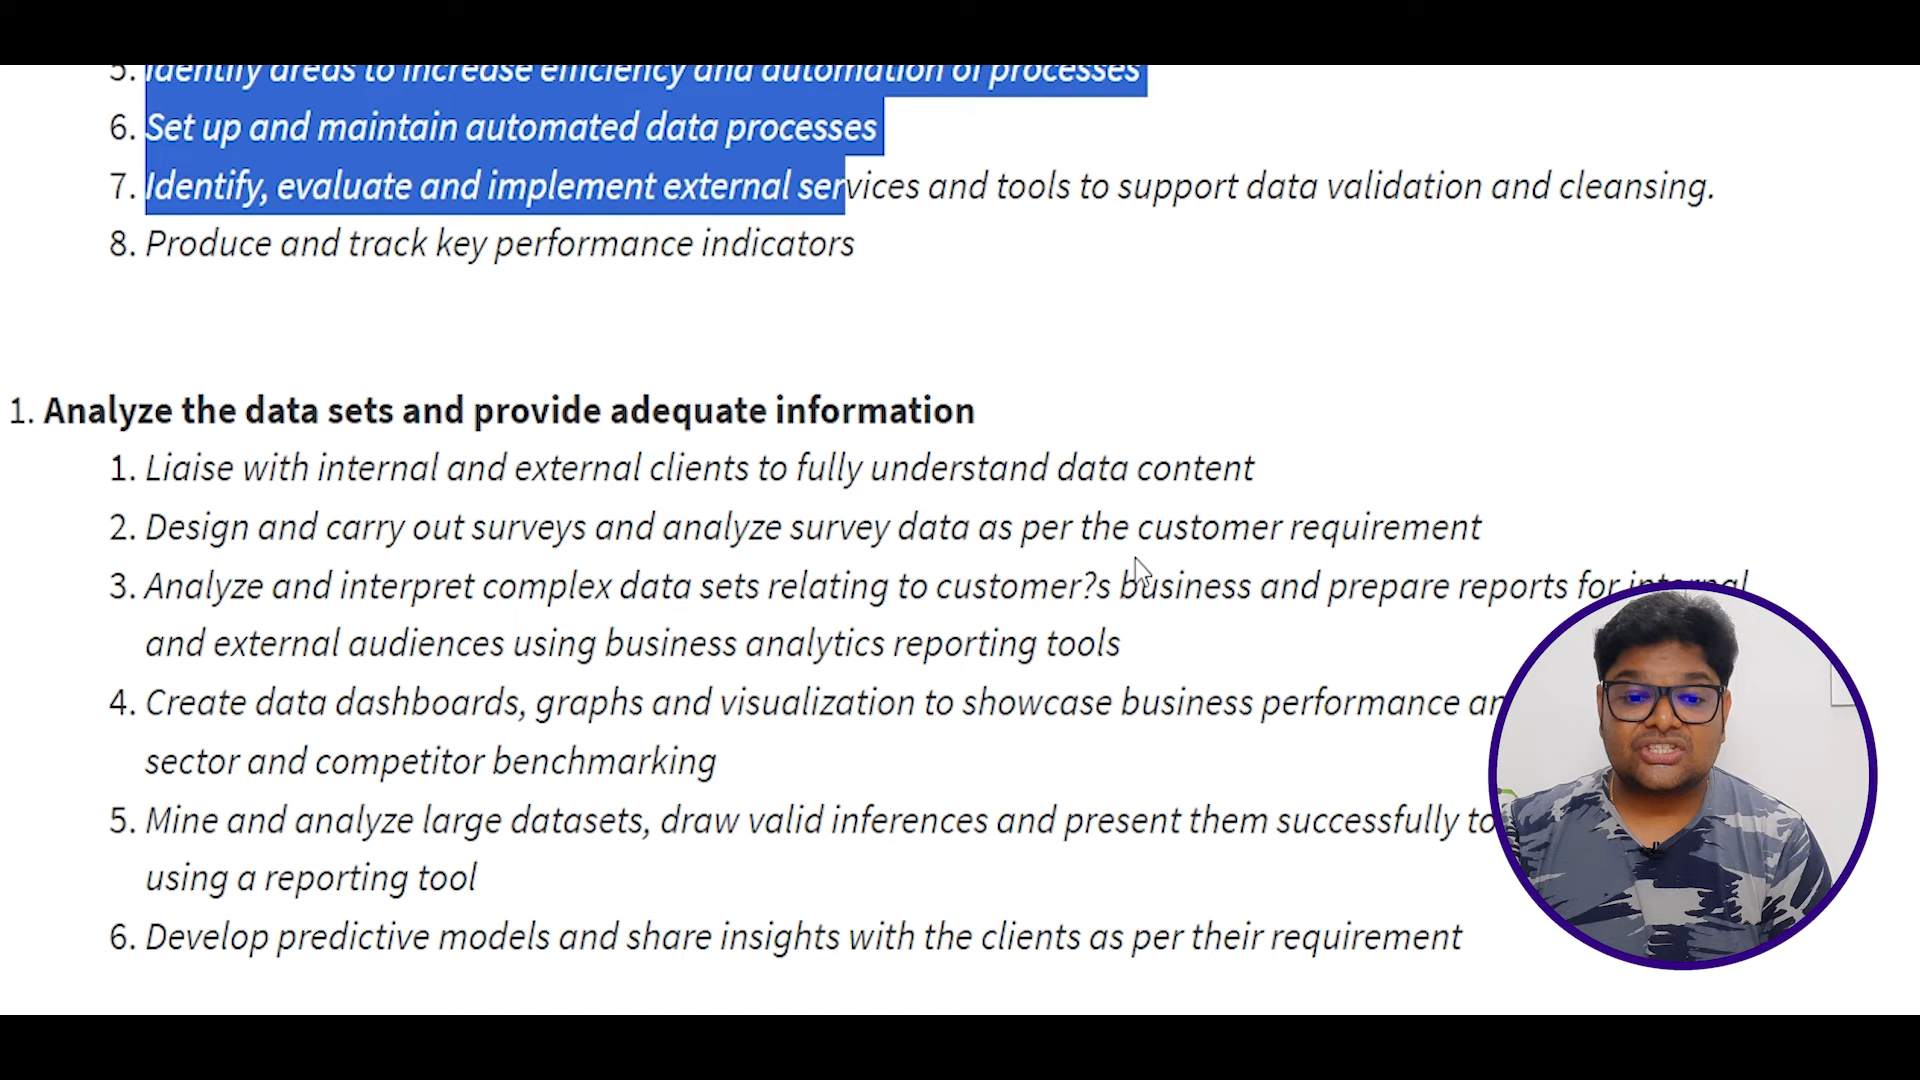 5. Identify areas to increase efficiency and automation of processes
6. Set up and maintain automated data processes
7. Identify, evaluate and implement external services and tools to support data validation and cleansing.
8. Produce and track key performance indicators
1. Analyze the data sets and provide adequate information
1. Liaise with internal and external clients to fully understand data content
2. Design and carry out surveys and analyze survey data as per the customer requirement
3. Analyze and interpret complex data sets relating to customer?s business and prepare reports for internal
and external audiences using business analytics reporting tools
4. Create data dashboards, graphs and visualization to showcase business performance
sector and competitor benchmarking
5. Mine and analyze large datasets, draw valid inferences and present them successfully to
using a reporting tool
6. Develop predictive models and share insights with the clients as per their requirement